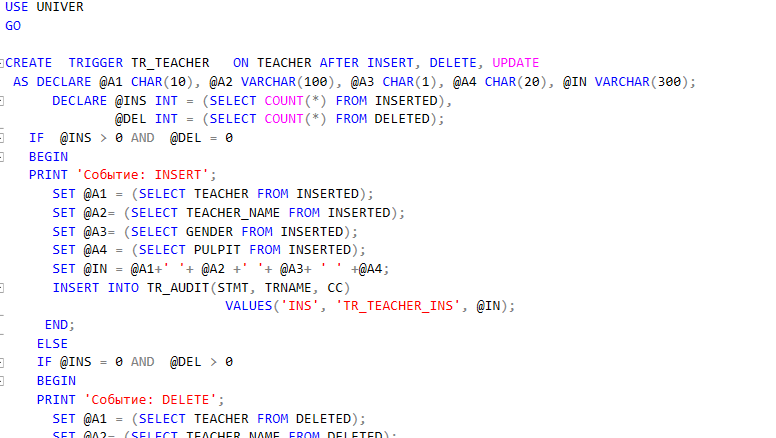 USE UNIVER
GO
CREATE  TRIGGER TR_TEACHER   ON TEACHER AFTER INSERT, DELETE, UPDATE
AS DECLARE @A1 CHAR(10), @A2 VARCHAR(100), @A3 CHAR(1), @A4 CHAR(20), @IN VARCHAR(300);
DECLARE @INS INT = (SELECT COUNT(*) FROM INSERTED),
@DEL INT = (SELECT COUNT(*) FROM DELETED);
IF  @INS > 0 AND  @DEL = 0
BEGIN
PRINT 'Событие: INSERT';
SET @A1 = (SELECT TEACHER FROM INSERTED);
SET @A2= (SELECT TEACHER_NAME FROM INSERTED);
SET @A3= (SELECT GENDER FROM INSERTED);
SET @A4 = (SELECT PULPIT FROM INSERTED);
SET @IN = @A1+' '+ @A2 +' '+ @A3+ ' ' +@A4;
INSERT INTO TR_AUDIT(STMT, TRNAME, CC)
VALUES('INS', 'TR_TEACHER_INS', @IN);
END;
ELSE
IF @INS = 0 AND  @DEL > 0
BEGIN
PRINT 'Событие: DELETE';
SET @A1 = (SELECT TEACHER FROM DELETED);
SET @A2= (SELECT TEACHER_NAME FROM DELETED);